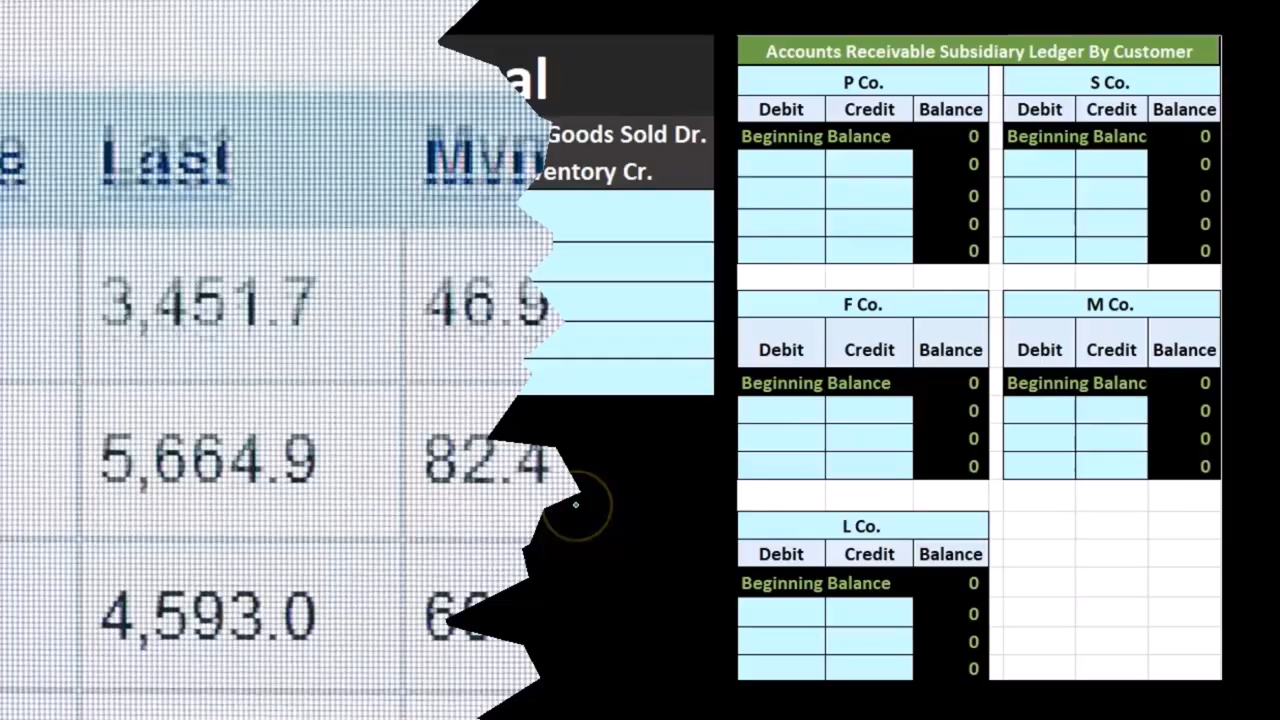 Last
3,451.7 46.9
5,664.9 82.4
4,593.0
Goods Sold Dr.
Cr.
Accounts Receivable Subsidiary Ledger By Customer
P Co.
Debit Credit Balance
Beginning Balance 0
0
0
0
0
S Co.
Debit Credit Balance
Beginning Balanc 0
0
0
0
0
F Co.
Debit Credit Balance
Beginning Balance 0
0
0
0
M Co.
Debit Credit Balance
Beginning Balanc 0
0
0
0
L Co.
Debit Credit Balance
Beginning Balance 0
0
0
0